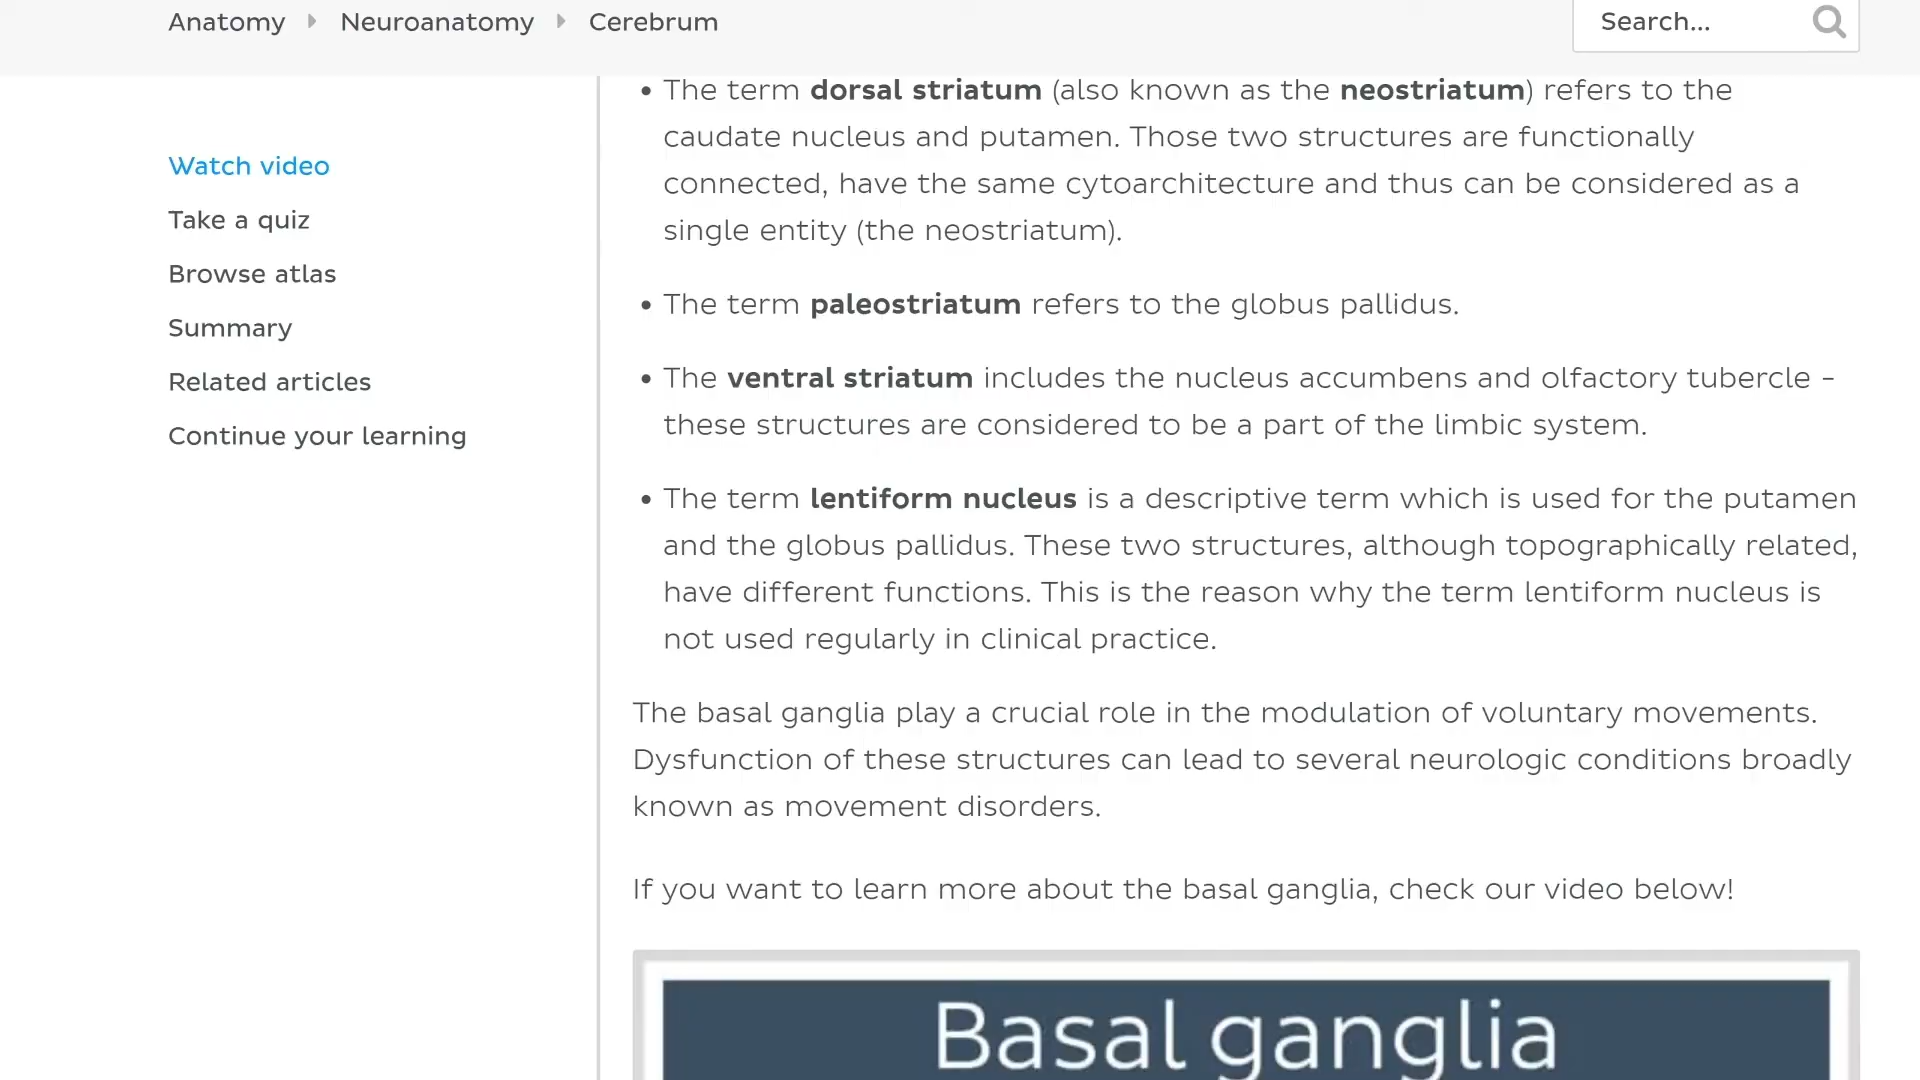 Anatomy Neuroanatomy Cerebrum
Search...
Watch video
Take a quiz
Browse atlas
Summary
Related articles
Continue your learning
• The term dorsal striatum (also known as the neostriatum) refers to the
caudate nucleus and putamen. Those two structures are functionally
connected, have the same cytoarchitecture and thus can be considered as a
single entity (the neostriatum).
• The term paleostriatum refers to the globus pallidus.
• The ventral striatum includes the nucleus accumbens and olfactory tubercle –
these structures are considered to be a part of the limbic system.
• The term lentiform nucleus is a descriptive term which is used for the putamen
and the globus pallidus. These two structures, although topographically related,
have different functions. This is the reason why the term lentiform nucleus is
not used regularly in clinical practice.
The basal ganglia play a crucial role in the modulation of voluntary movements.
Dysfunction of these structures can lead to several neurologic conditions broadly
known as movement disorders.
If you want to learn more about the basal ganglia, check our video below!
Basal ganglia